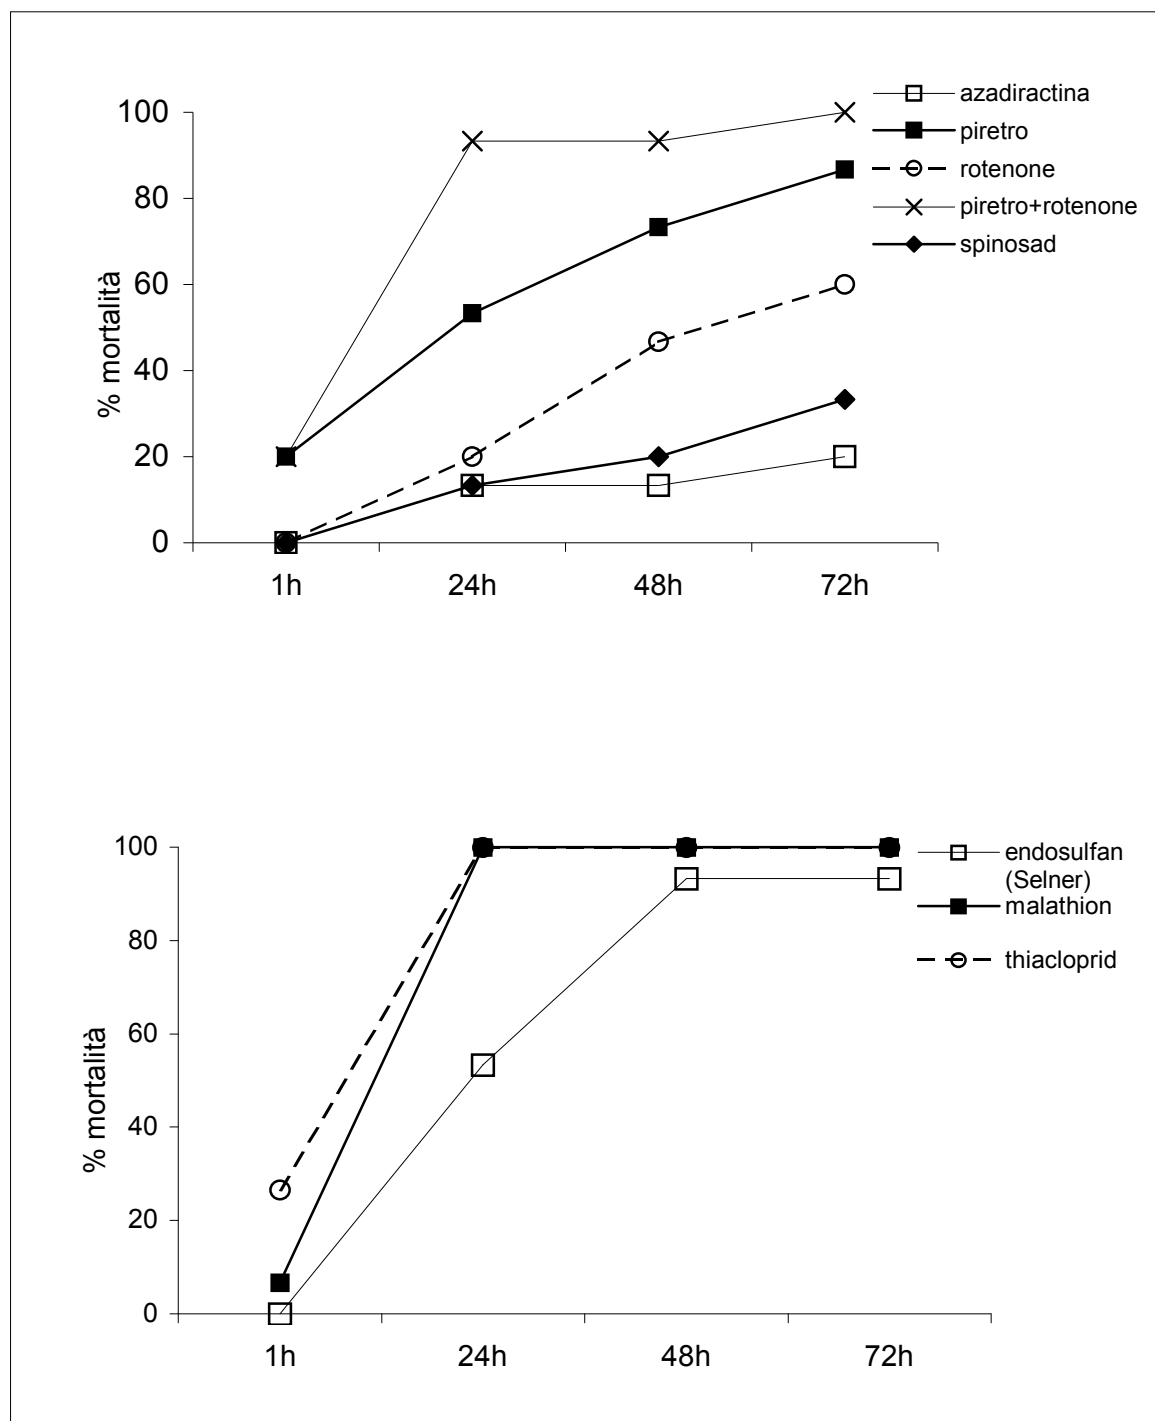 100
80
60
40
20
0
% mortalità
1h 24h 48h 72h
azadiractina
piretro
rotenone
piretro+rotenone
spinosad
100
80
60
40
20
0
% mortalità
1h 24h 48h 72h
endosulfan
(Selner)
malathion
thiacloprid